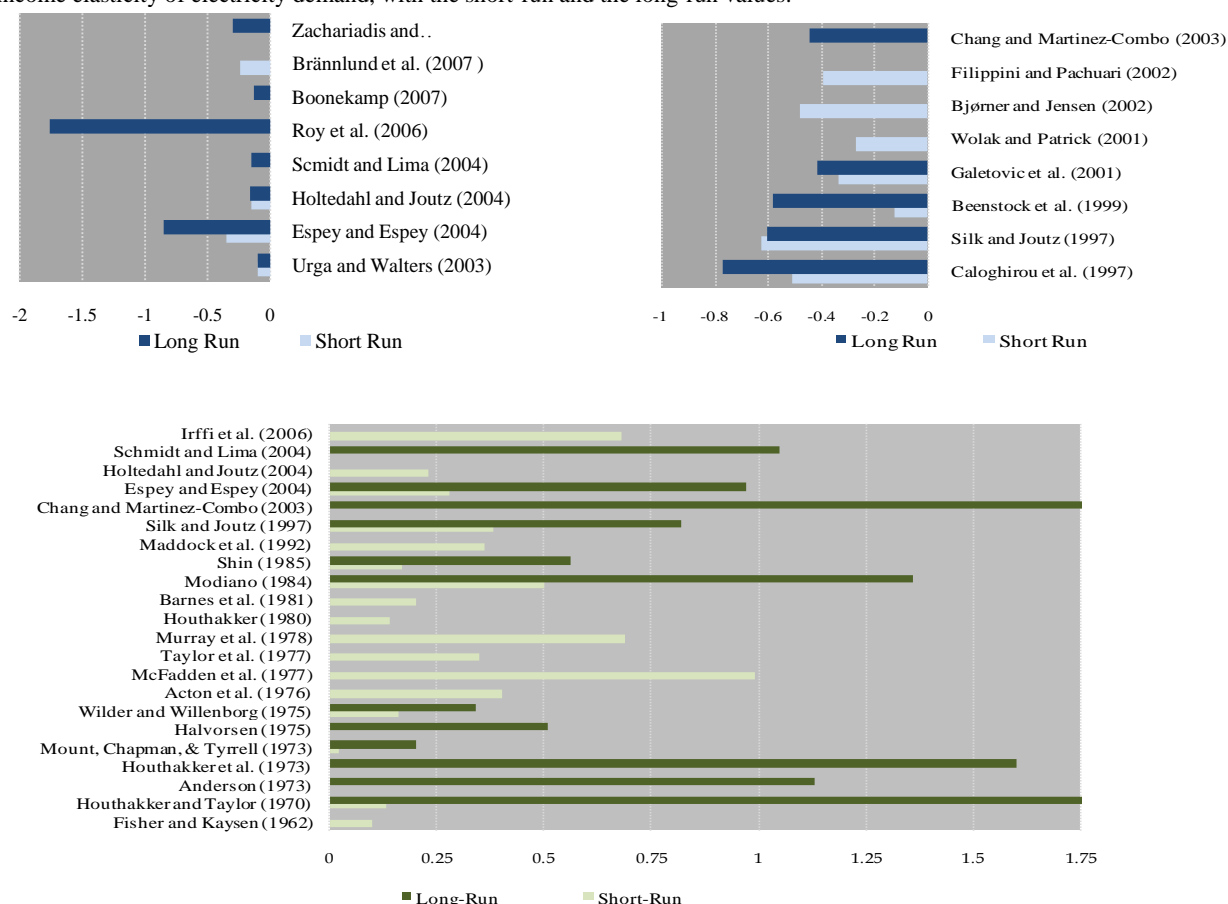 income elasticity of electricity demand, with the short-run and the long-run values.
Zachariadis and..
Brännlund et al. (2007 )
Boonekamp (2007)
Roy et al. (2006)
Scmidt and Lima (2004)
Holtedahl and Joutz (2004)
Espey and Espey (2004)
Urga and Walters (2003)
-2 -1.5 -1 -0.5 0
Long Run Short Run
Chang and Martinez-Combo (2003)
Filippini and Pachuari (2002)
Bjørner and Jensen (2002)
Wolak and Patrick (2001)
Galetovic et al. (2001)
Beenstock et al. (1999)
Silk and Joutz (1997)
Caloghirou et al. (1997)
-1 -0.8 -0.6 -0.4 -0.2 0
Long Run Short Run
Irffi et al. (2006)
Schmidt and Lima (2004)
Holtedahl and Joutz (2004)
Espey and Espey (2004)
Chang and Martinez-Combo (2003)
Silk and Joutz (1997)
Maddock et al. (1992)
Shin (1985)
Modiano (1984)
Barnes et al. (1981)
Houthakker (1980)
Murray et al. (1978)
Taylor et al. (1977)
McFadden et al. (1977)
Acton et al. (1976)
Wilder and Willenborg (1975)
Halvorsen (1975)
Mount, Chapman, & Tyrrell (1973)
Houthakker et al. (1973)
Anderson (1973)
Houthakker and Taylor (1970)
Fisher and Kaysen (1962)
0 0.25 0.5 0.75 1 1.25 1.5 1.75
Long-Run Short-Run